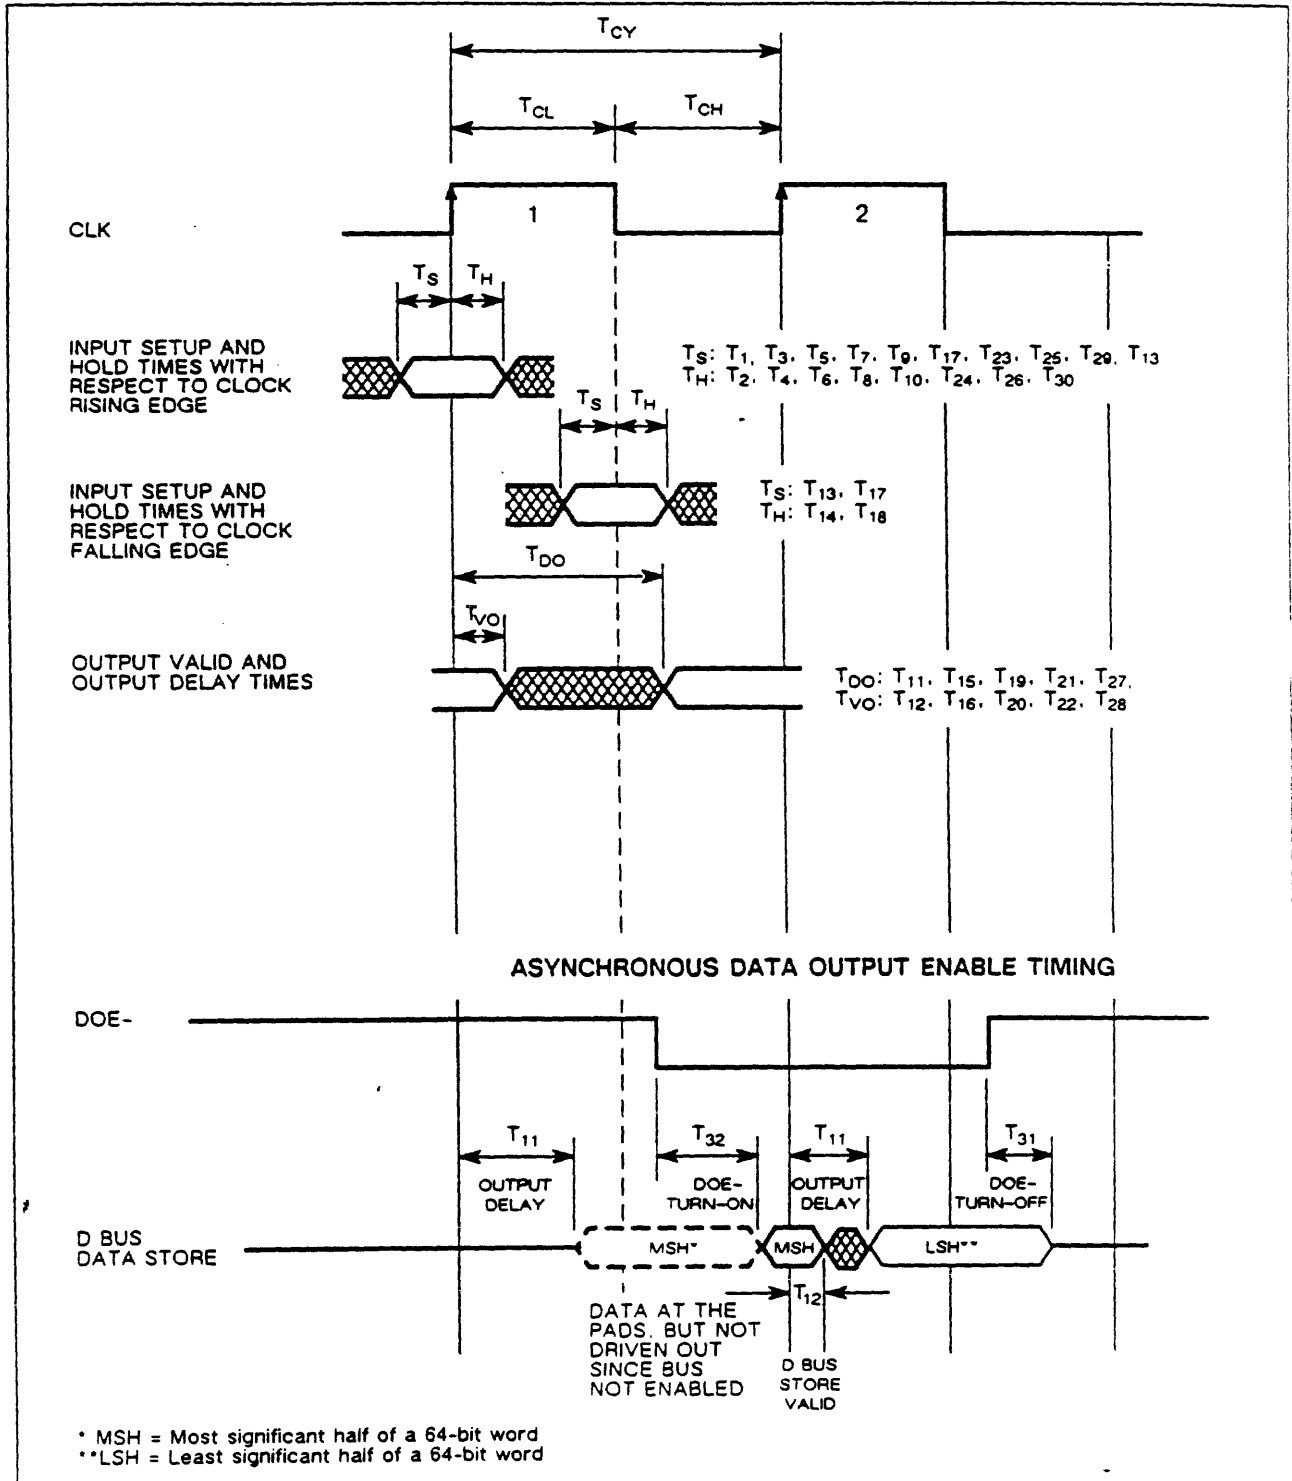 TCY
TCL
TCH
CLK
1
2
TS
TH
INPUT SETUP AND
HOLD TIMES WITH
RESPECT TO CLOCK
RISING EDGE
TS: T1, T3, T5, T7, T9, T17, T23, T25, T29, T13
TH: T2, T4, T6, T8, T10, T24, T26, T30
TS
TH
INPUT SETUP AND
HOLD TIMES WITH
RESPECT TO CLOCK
FALLING EDGE
TS: T13, T17
TH: T14, T18
TDO
TVO
OUTPUT VALID AND
OUTPUT DELAY TIMES
TDO: T11, T15, T19, T21, T27,
TVO: T12, T16, T20, T22, T28
ASYNCHRONOUS DATA OUTPUT ENABLE TIMING
DOE-
T11
OUTPUT
DELAY
T32
DOE-
TURN-ON
T11
OUTPUT
DELAY
T31
DOE-
TURN-OFF
D BUS
DATA STORE
MSH*
MSH
LSH**
T12
DATA AT THE
PADS, BUT NOT
DRIVEN OUT
SINCE BUS
NOT ENABLED
D BUS
STORE
VALID
* MSH = Most significant half of a 64-bit word
**LSH = Least significant half of a 64-bit word